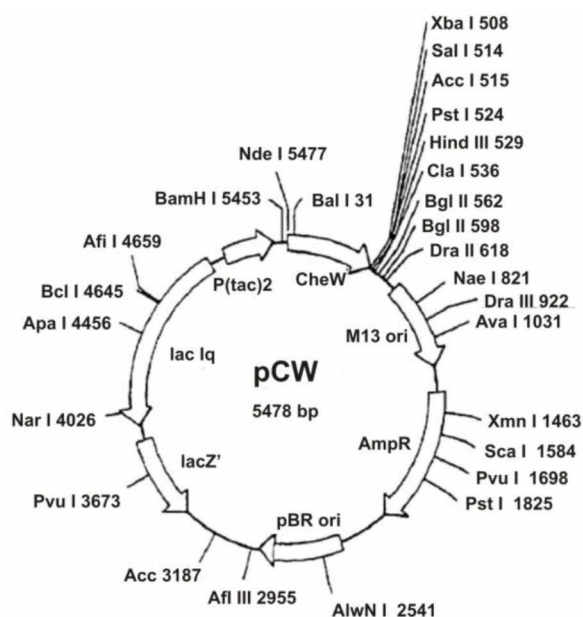 Xba I 508
Sal I 514
Acc I 515
Pst I 524
Hind III 529
Cla I 536
Bgl II 562
Bgl II 598
Dra II 618
Nae I 821
Dra III 922
Ava I 1031
Nde I 5477
BamH I 5453
Bal I 31
Afi I 4659
Bcl I 4645
Apa I 4456
P(tac)2
CheW
M13 ori
lac Iq
pCW
5478 bp
Nar I 4026
AmpR
Xmn I 1463
Sca I 1584
Pvu I 1698
Pst I 1825
lacZ'
Pvu I 3673
pBR ori
Acc 3187
Afl III 2955
AlwN I 2541